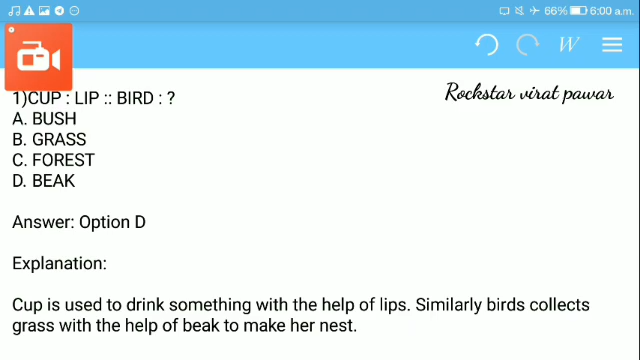 66% 6:00 a.m.
W
Rockstar virat pawar
1)CUP : LIP :: BIRD : ?
A. BUSH
B. GRASS
C. FOREST
D. BEAK
Answer: Option D
Explanation:
Cup is used to drink something with the help of lips. Similarly birds collects
grass with the help of beak to make her nest.